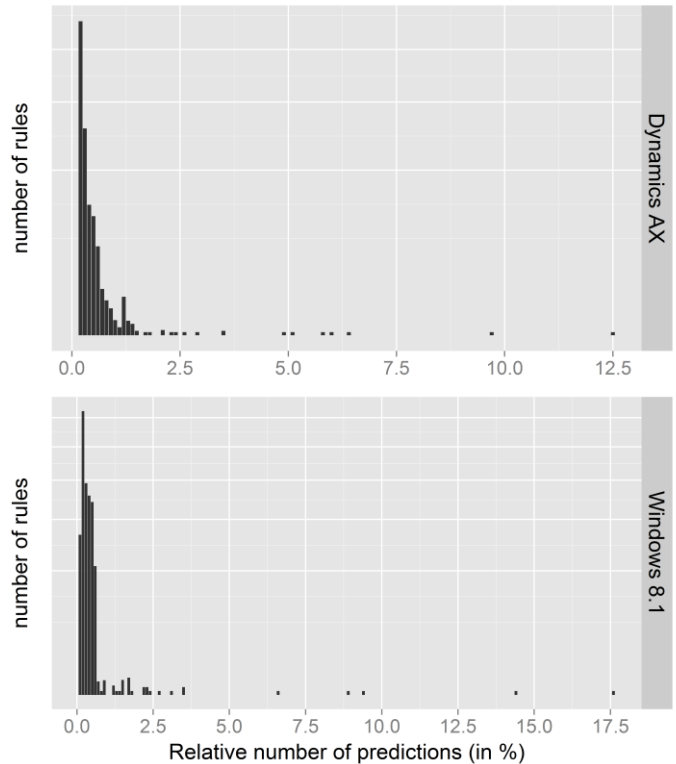 number of rules
Dynamics AX
0.0 2.5 5.0 7.5 10.0 12.5
number of rules
Windows 8.1
0.0 2.5 5.0 7.5 10.0 12.5 15.0 17.5
Relative number of predictions (in %)